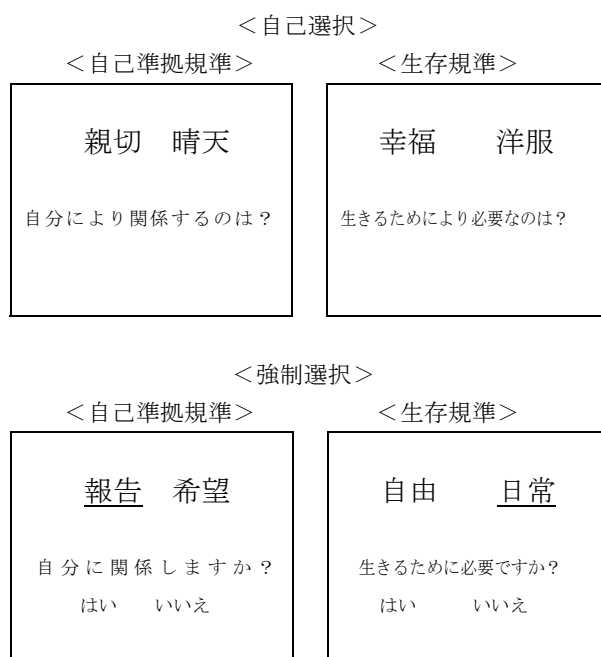 ＜自己選択＞
＜自己準拠規準＞　＜生存規準＞
親切　晴天
自分により関係するのは？
幸福　洋服
生きるためにより必要なのは？
＜強制選択＞
＜自己準拠規準＞　＜生存規準＞
報告　希望
自分に関係しますか？
はい　いいえ
自由　日常
生きるために必要ですか？
はい　いいえ